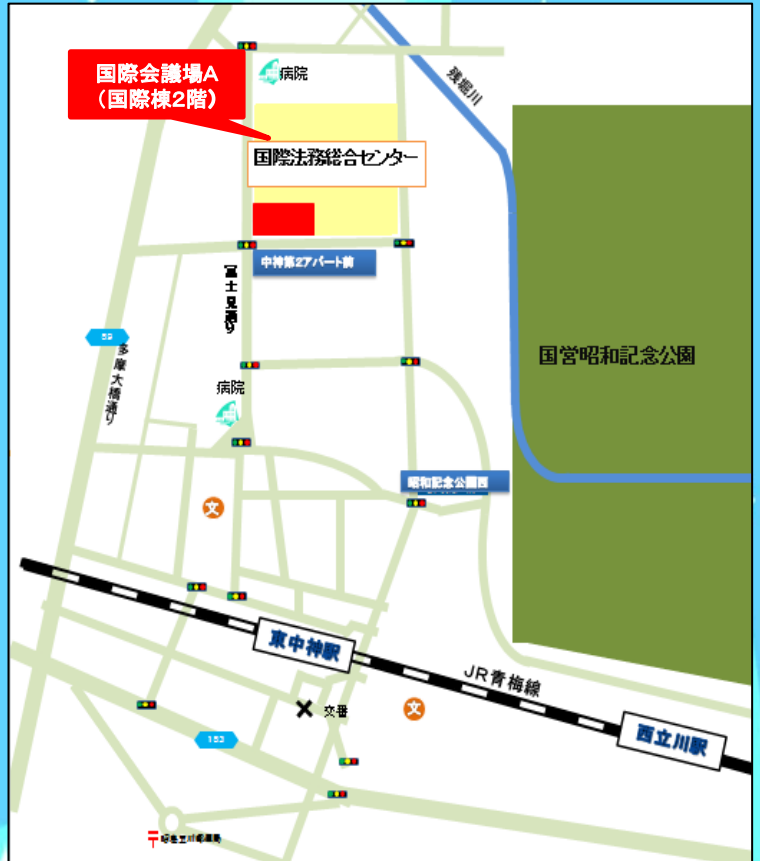 病院
国際会議場A
(国際棟2階)
残堀川
国際法務総合センター
中神第2アパート前
富士見通り
59
多摩大橋通り
国営昭和記念公園
病院
昭和記念公園西
文
東中神駅
JR青梅線
交番
文
西立川駅
153